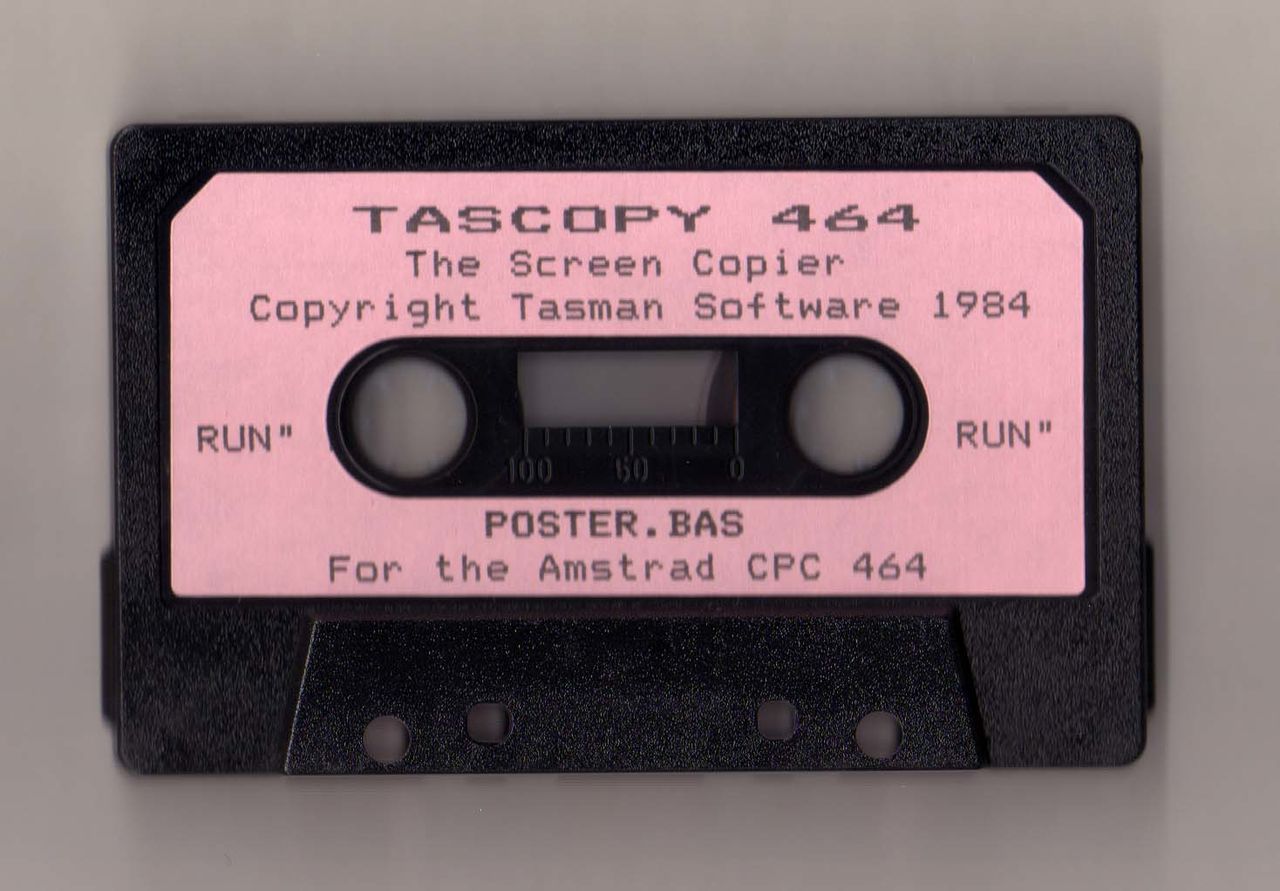 TASCOPY 464
The Screen Copier
Copyright Tasman Software 1984
RUN" RUN"
100 50 0
POSTER.BAS
For the Amstrad CPC 464